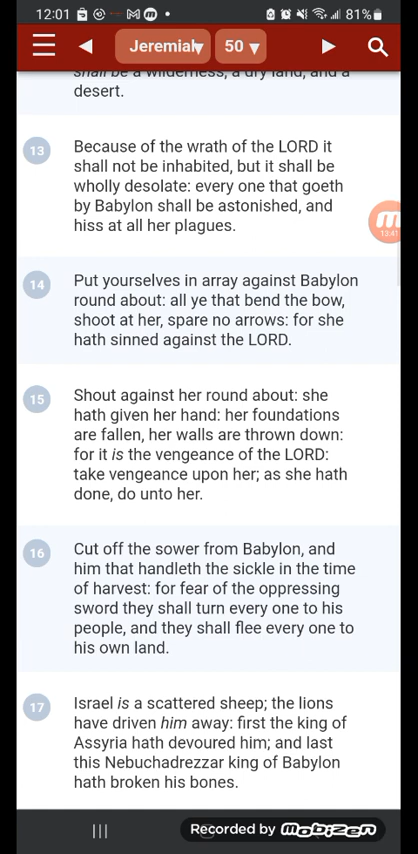 12:01 81%
Jeremiah 50
shall be a wilderness, a dry land, and a
desert.
13 Because of the wrath of the LORD it
shall not be inhabited, but it shall be
wholly desolate: every one that goeth
by Babylon shall be astonished, and
hiss at all her plagues.
13:41
14 Put yourselves in array against Babylon
round about: all ye that bend the bow,
shoot at her, spare no arrows: for she
hath sinned against the LORD.
15 Shout against her round about: she
hath given her hand: her foundations
are fallen, her walls are thrown down:
for it is the vengeance of the LORD:
take vengeance upon her; as she hath
done, do unto her.
16 Cut off the sower from Babylon, and
him that handleth the sickle in the time
of harvest: for fear of the oppressing
sword they shall turn every one to his
people, and they shall flee every one to
his own land.
17 Israel is a scattered sheep; the lions
have driven him away: first the king of
Assyria hath devoured him; and last
this Nebuchadrezzar king of Babylon
hath broken his bones.
Recorded by mobizen